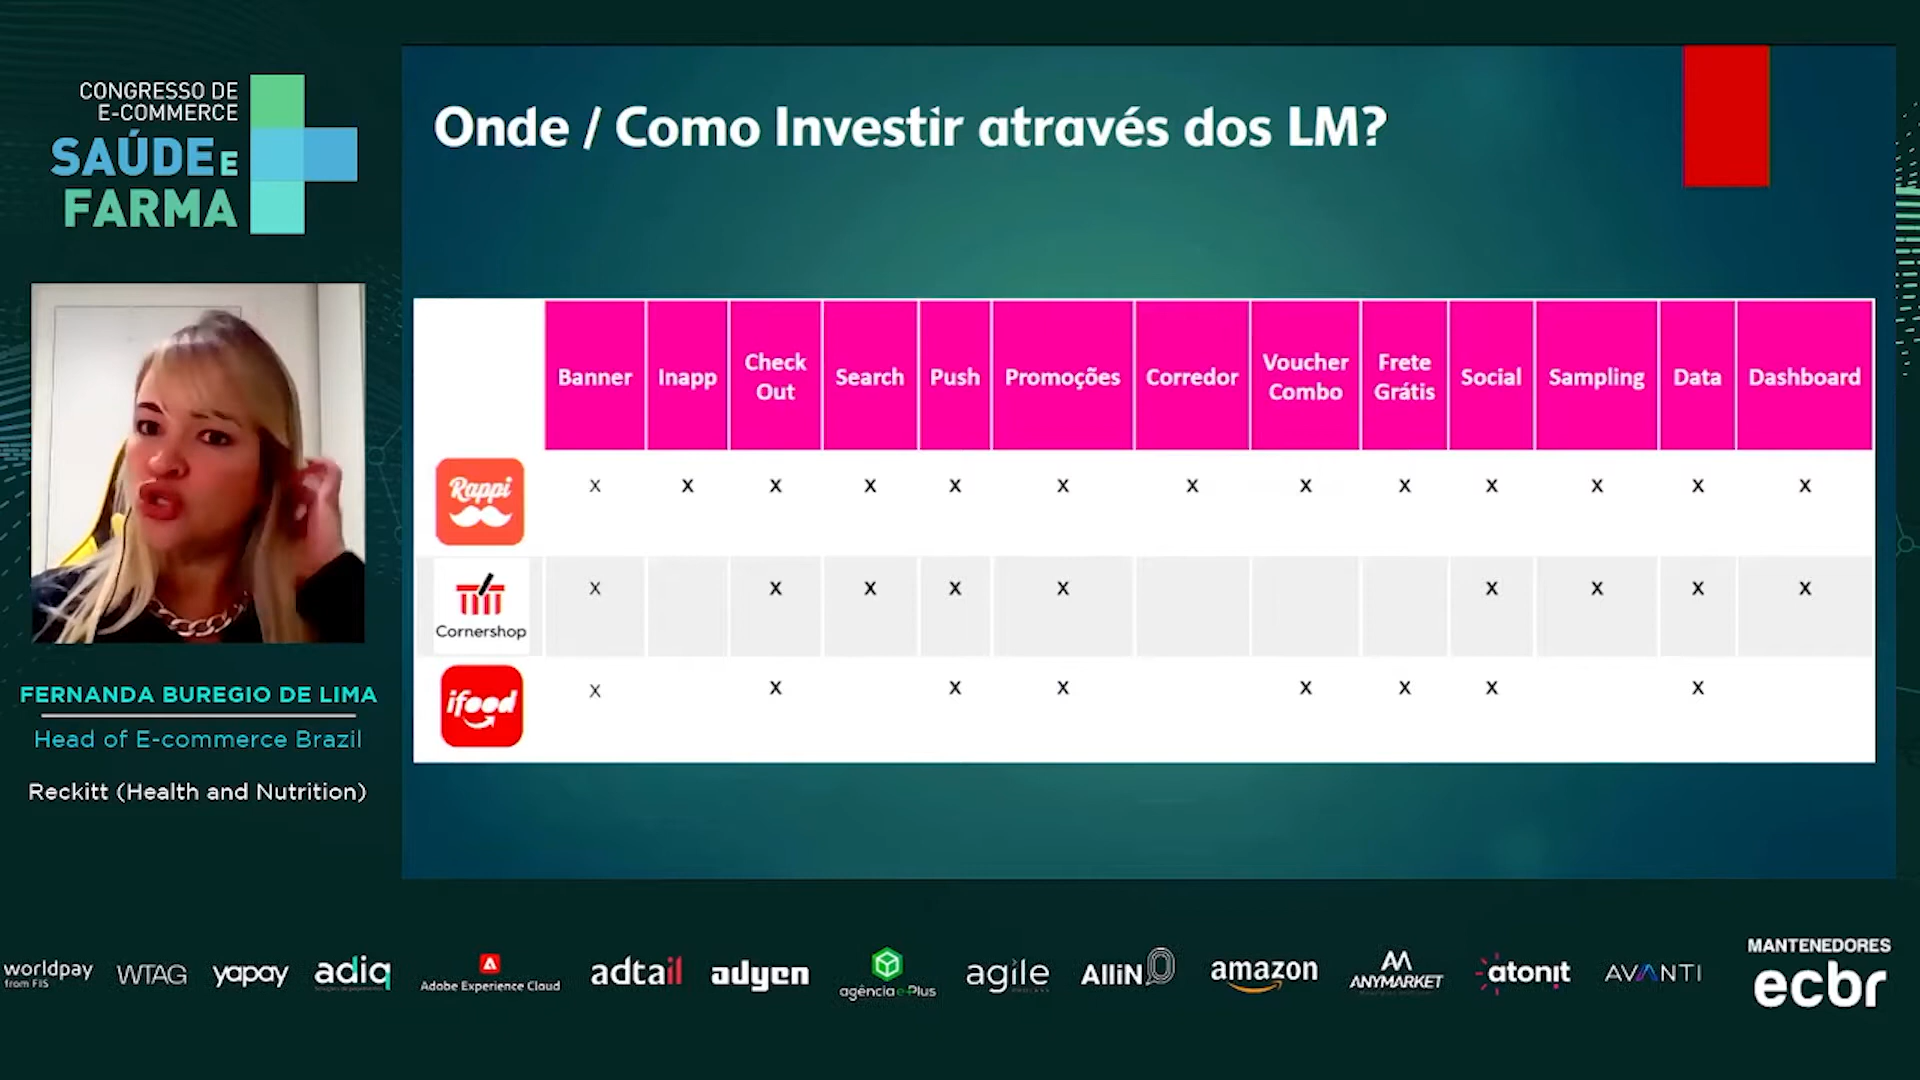 CONGRESSO DE
E-COMMERCE
SAÚDE E
FARMA
FERNANDA BUREGIO DE LIMA
Head of E-commerce Brazil
Reckitt (Health and Nutrition)
Onde / Como Investir através dos LM?
Banner Inapp Check Out Search Push Promoções Corredor Voucher Combo Frete Grátis Social Sampling Data Dashboard
Rappi x x x x x x x x x x x x x
Cornershop x x x x x x x x x
ifood x x x x x x x x
worldpay
from FIS
WTAG
yapay
adiq
Adobe Experience Cloud
adtail
adyen
agência e-Plus
agile
AlliN
amazon
ANYMARKET
atonit
AVANTI
MANTENEDORES
ecbr